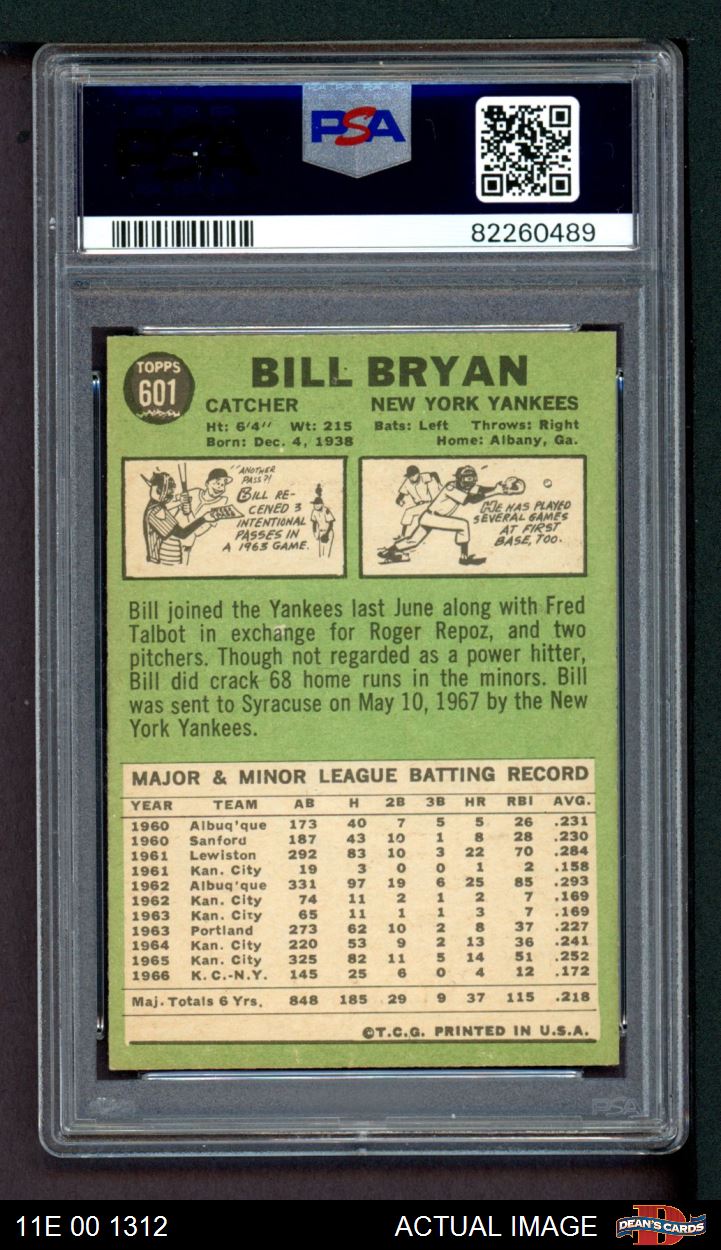 PSA
82260489
TOPPS
601
BILL BRYAN
CATCHER NEW YORK YANKEES
Ht: 6'4" Wt: 215 Bats: Left Throws: Right
Born: Dec. 4, 1938 Home: Albany, Ga.
"ANOTHER
PASS?!
BILL RE-
CEIVED 3
INTENTIONAL
PASSES IN
A 1963 GAME.
HE HAS PLAYED
SEVERAL GAMES
AT FIRST
BASE, TOO.
Bill joined the Yankees last June along with Fred
Talbot in exchange for Roger Repoz, and two
pitchers. Though not regarded as a power hitter,
Bill did crack 68 home runs in the minors. Bill
was sent to Syracuse on May 10, 1967 by the New
York Yankees.
MAJOR & MINOR LEAGUE BATTING RECORD
YEAR TEAM AB H 2B 3B HR RBI AVG.
1960 Albuq'que 173 40 7 5 5 26 .231
1960 Sanford 187 43 10 1 8 28 .230
1961 Lewiston 292 83 10 3 22 70 .284
1961 Kan. City 19 3 0 0 1 2 .158
1962 Albuq'que 331 97 19 6 25 85 .293
1962 Kan. City 74 11 2 1 2 7 .169
1963 Kan. City 65 11 1 1 3 7 .169
1963 Portland 273 62 10 2 8 37 .227
1964 Kan. City 220 53 9 2 13 36 .241
1965 Kan. City 325 82 11 5 14 51 .252
1966 K.C.-N.Y. 145 25 6 0 4 12 .172
Maj. Totals 6 Yrs. 848 185 29 9 37 115 .218
©T.C.G. PRINTED IN U.S.A.
PSA
11E 00 1312 ACTUAL IMAGE DEAN'S CARDS